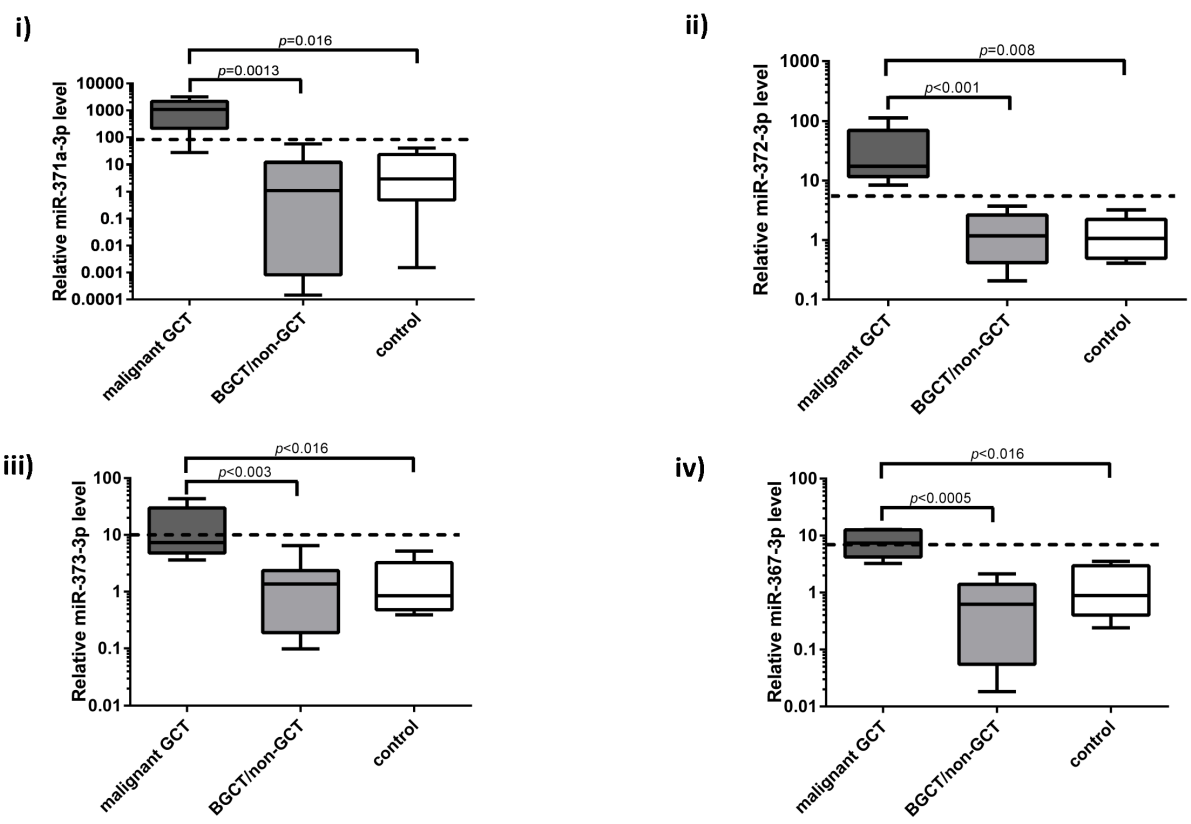 i)
p=0.016
p=0.0013
Relative miR-371a-3p level
10000
1000
100
10
1
0.1
0.01
0.001
0.0001
malignant GCT
BGCT/non-GCT
control
ii)
p=0.008
p<0.001
Relative miR-372-3p level
1000
100
10
1
0.1
malignant GCT
BGCT/non-GCT
control
iii)
p<0.016
p<0.003
Relative miR-373-3p level
100
10
1
0.1
0.01
malignant GCT
BGCT/non-GCT
control
iv)
p<0.016
p<0.0005
Relative miR-367-3p level
100
10
1
0.1
0.01
malignant GCT
BGCT/non-GCT
control